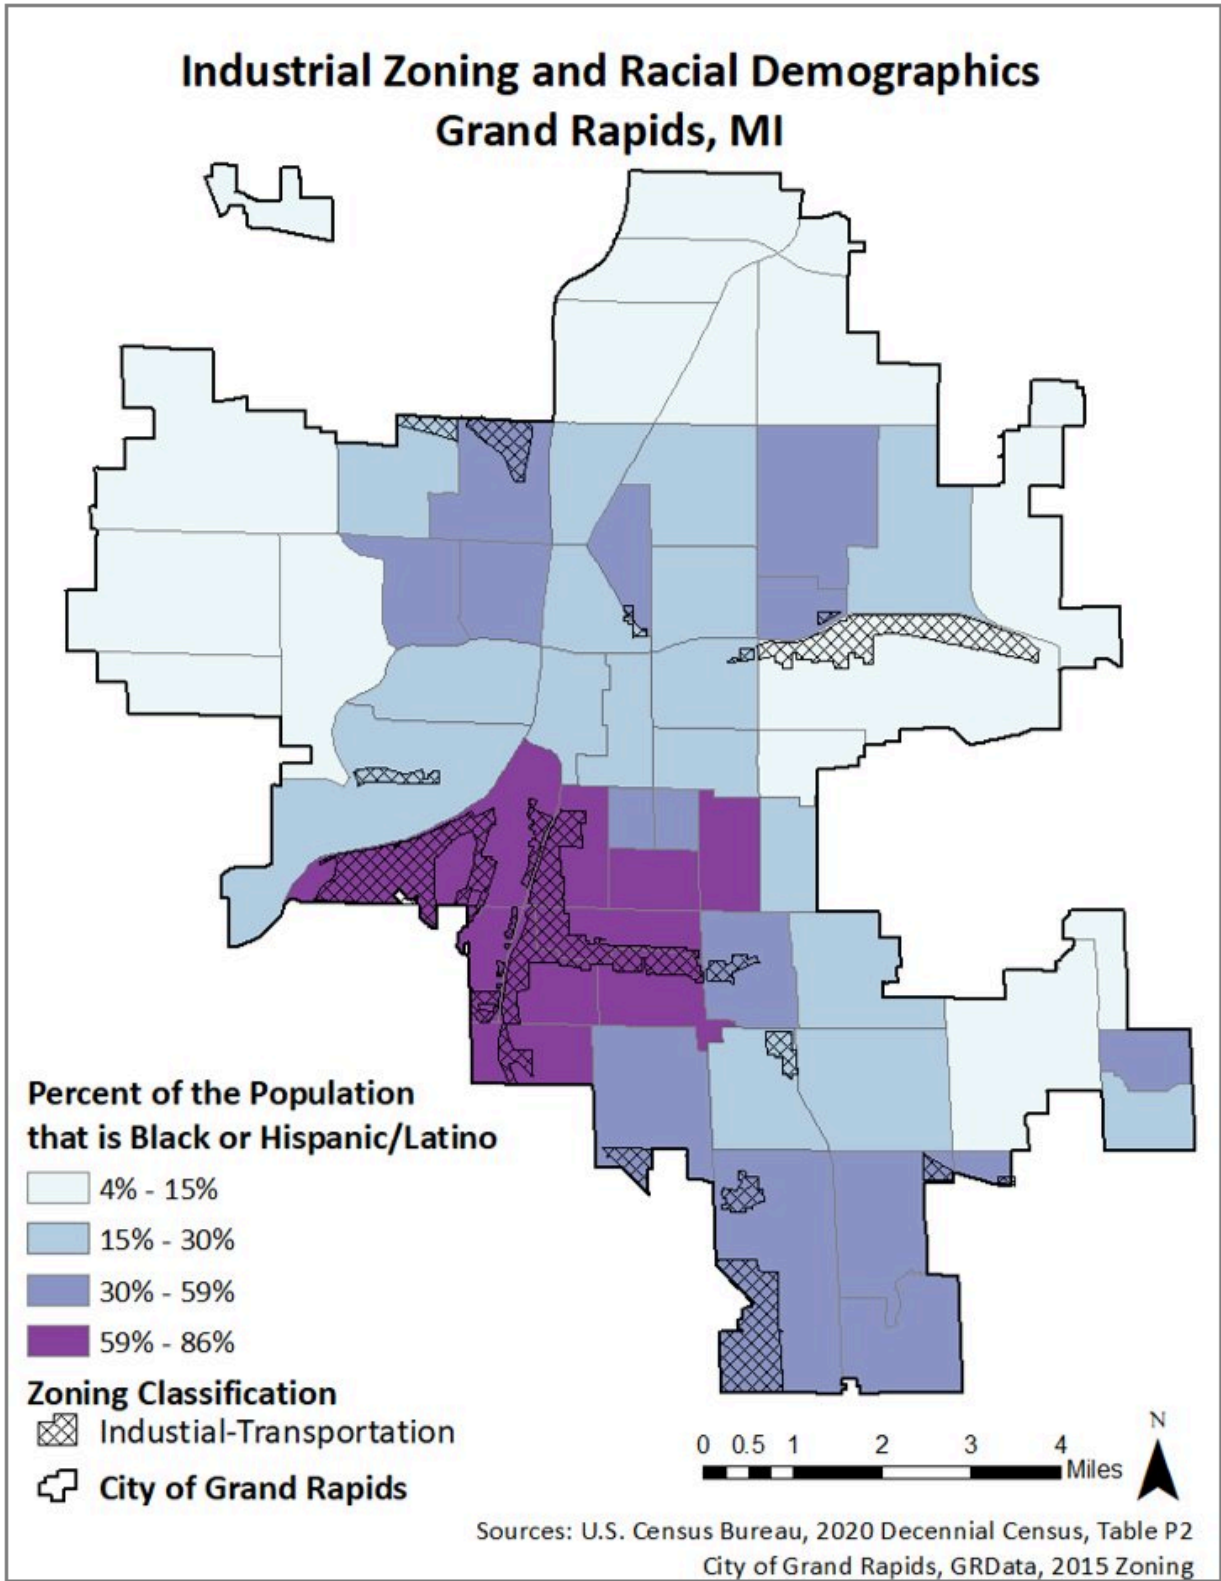 Industrial Zoning and Racial Demographics
Grand Rapids, MI
Percent of the Population
that is Black or Hispanic/Latino
4% - 15%
15% - 30%
30% - 59%
59% - 86%
Zoning Classification
Industial-Transportation
City of Grand Rapids
N
0 0.5 1 2 3 4
Miles
Sources: U.S. Census Bureau, 2020 Decennial Census, Table P2
City of Grand Rapids, GRData, 2015 Zoning